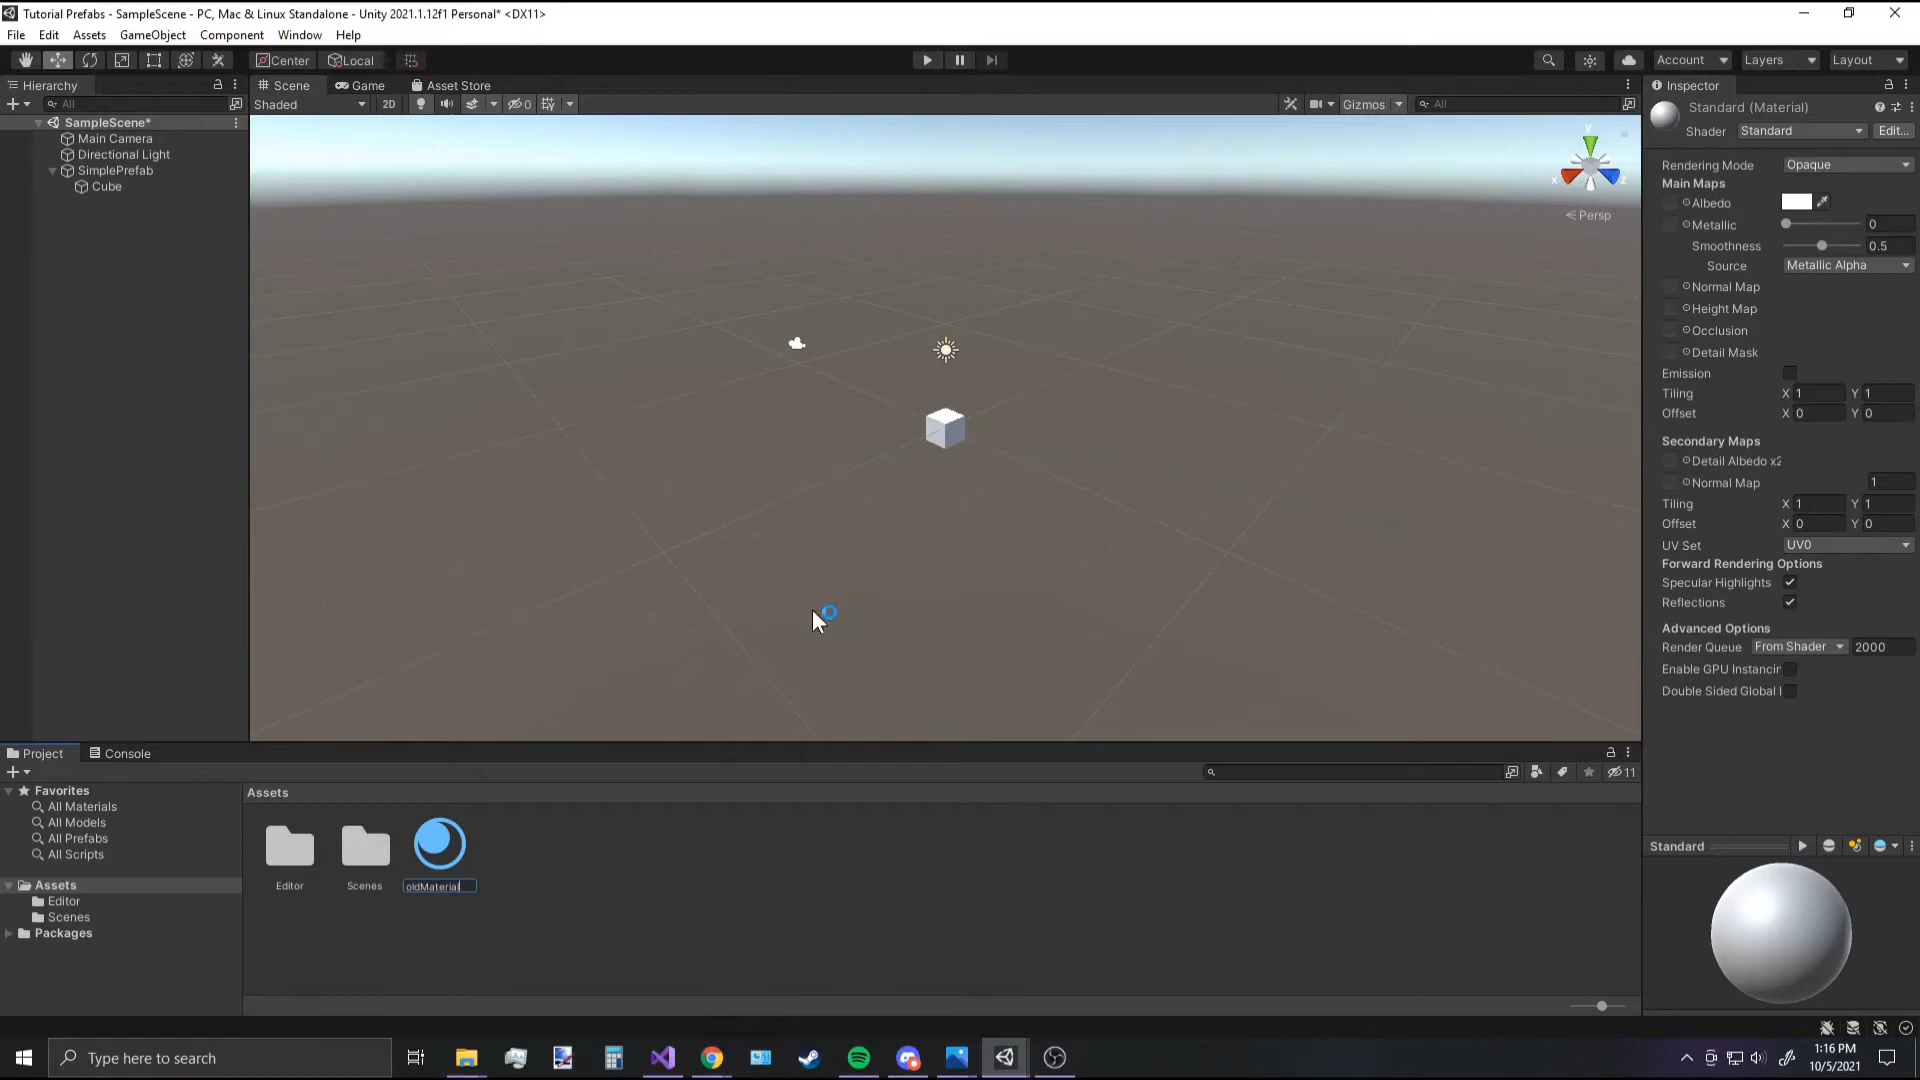 Tutorial Prefabs - SampleScene - PC, Mac & Linux Standalone - Unity 2021.1.12f1 Personal* <DX11>
File Edit Assets GameObject Component Window Help
Center Local Account Layers Layout
Hierarchy
All
SampleScene*
Main Camera
Directional Light
SimplePrefab
Cube
Scene Game Asset Store
Shaded 2D 0 Gizmos All
y
x z
Persp
Inspector
Standard (Material)
Shader Standard Edit...
Rendering Mode Opaque
Main Maps
Albedo
Metallic 0
Smoothness 0.5
Source Metallic Alpha
Normal Map
Height Map
Occlusion
Detail Mask
Emission
Tiling X 1 Y 1
Offset X 0 Y 0
Secondary Maps
Detail Albedo x2
Normal Map 1
Tiling X 1 Y 1
Offset X 0 Y 0
UV Set UV0
Forward Rendering Options
Specular Highlights
Reflections
Advanced Options
Render Queue From Shader 2000
Enable GPU Instancin
Double Sided Global I
Standard
Project Console
11
Favorites
All Materials
All Models
All Prefabs
All Scripts
Assets
Editor
Scenes
Packages
Assets
Editor Scenes oldMaterial
Type here to search
1:16 PM
10/5/2021